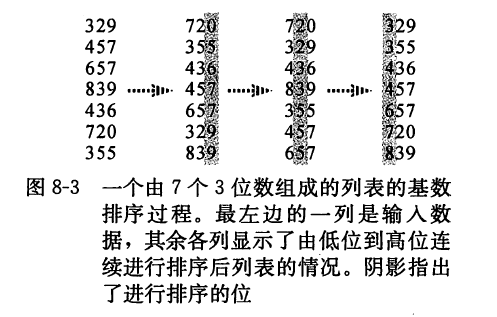 329 720 720 329
457 355 329 355
657 436 436 436
839 457 839 457
436 657 355 657
720 329 457 720
355 839 657 839
图 8-3 一个由 7 个 3 位数组成的列表的基数
排序过程。最左边的一列是输入数
据，其余各列显示了由低位到高位连
续进行排序后列表的情况。阴影指出
了进行排序的位